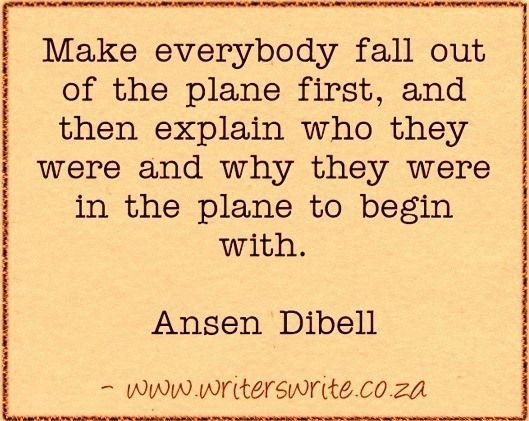 Make everybody fall out
of the plane first, and
then explain who they
were and why they were
in the plane to begin
with.
Ansen Dibell
- www.writerswrite.co.za